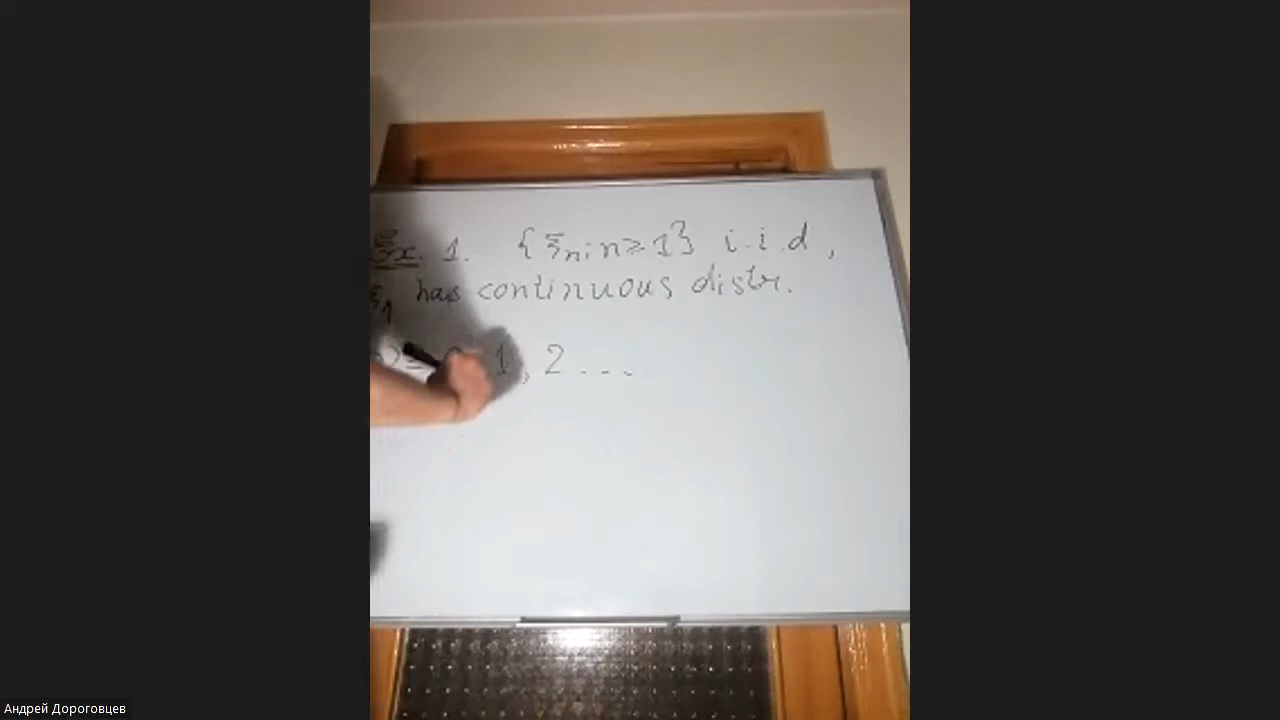 Ex. 1. {ξn; n ≥ 1} i.i.d,
ξ1 has continuous distr.
1, 2 ...
Андрей Дороговцев